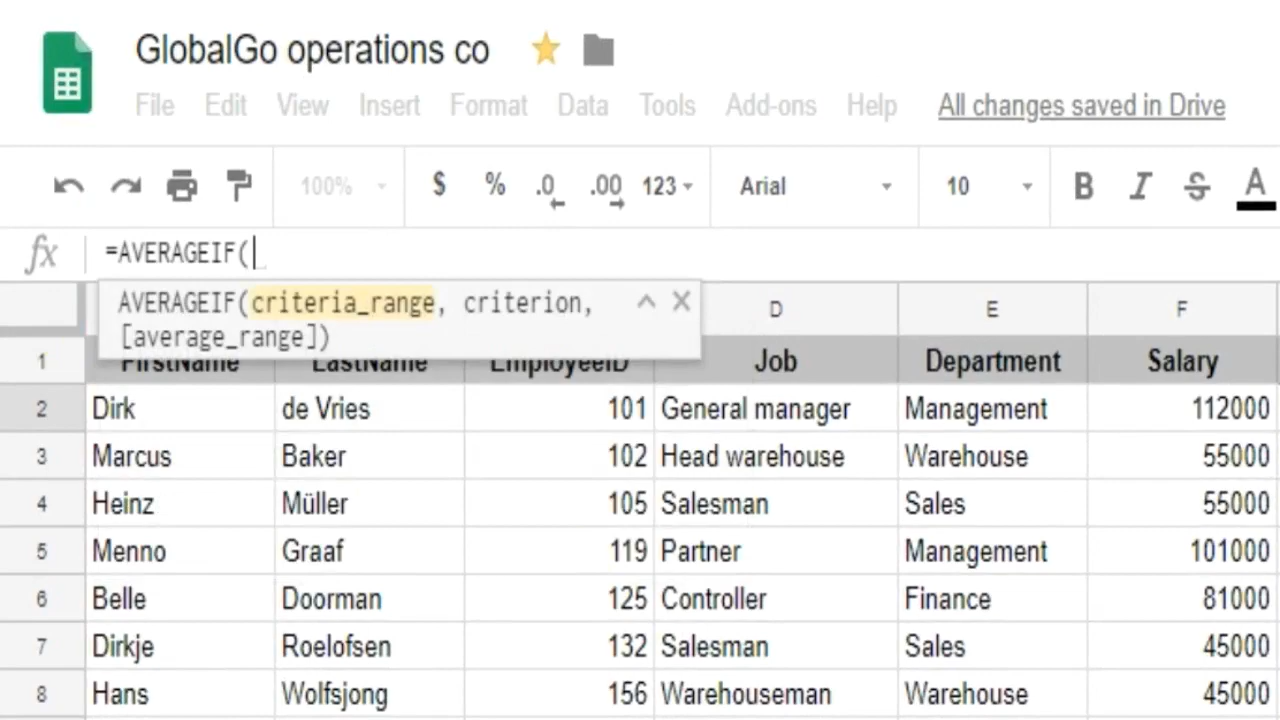 GlobalGo operations co
File Edit View Insert Format Data Tools Add-ons Help All changes saved in Drive
100% $ % .0 .00 123 Arial 10 B I S A
fx =AVERAGEIF(
AVERAGEIF(criteria_range, criterion,
[average_range])
D E F
1 FirstName LastName EmployeeID Job Department Salary
2 Dirk de Vries 101 General manager Management 112000
3 Marcus Baker 102 Head warehouse Warehouse 55000
4 Heinz Müller 105 Salesman Sales 55000
5 Menno Graaf 119 Partner Management 101000
6 Belle Doorman 125 Controller Finance 81000
7 Dirkje Roelofsen 132 Salesman Sales 45000
8 Hans Wolfsjong 156 Warehouseman Warehouse 45000